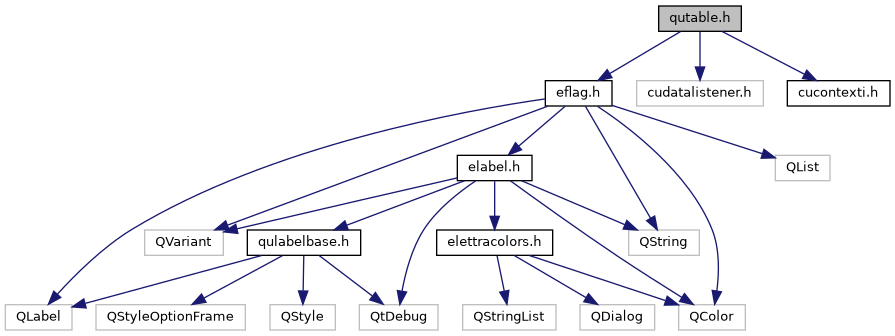 qutable.h
eflag.h
cudatalistener.h
cucontexti.h
elabel.h
QList
QVariant
qulabelbase.h
elettracolors.h
QString
QLabel
QStyleOptionFrame
QStyle
QtDebug
QStringList
QDialog
QColor